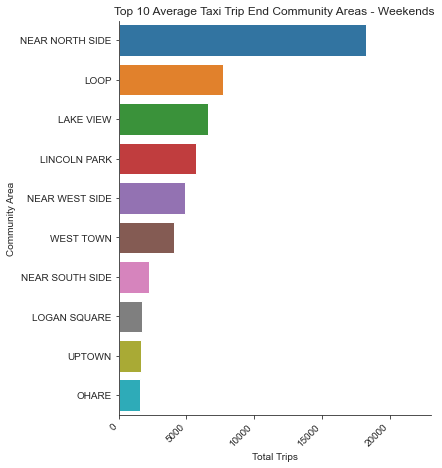 Top 10 Average Taxi Trip End Community Areas - Weekends
NEAR NORTH SIDE
LOOP
LAKE VIEW
LINCOLN PARK
NEAR WEST SIDE
WEST TOWN
NEAR SOUTH SIDE
LOGAN SQUARE
UPTOWN
OHARE
Community Area
0
5000
10000
15000
20000
Total Trips